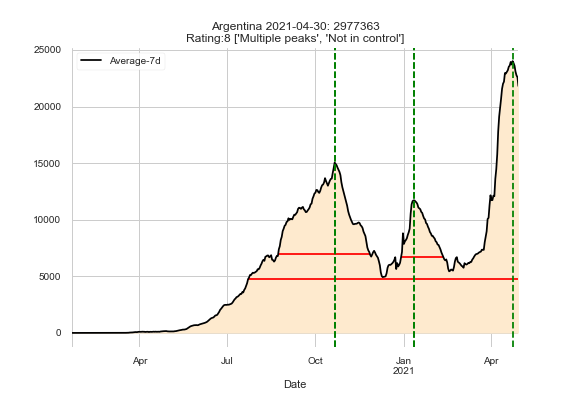 Argentina 2021-04-30: 2977363
Rating:8 ['Multiple peaks', 'Not in control']
Average-7d
25000
20000
15000
10000
5000
0
Apr
Jul
Oct
Jan
2021
Apr
Date